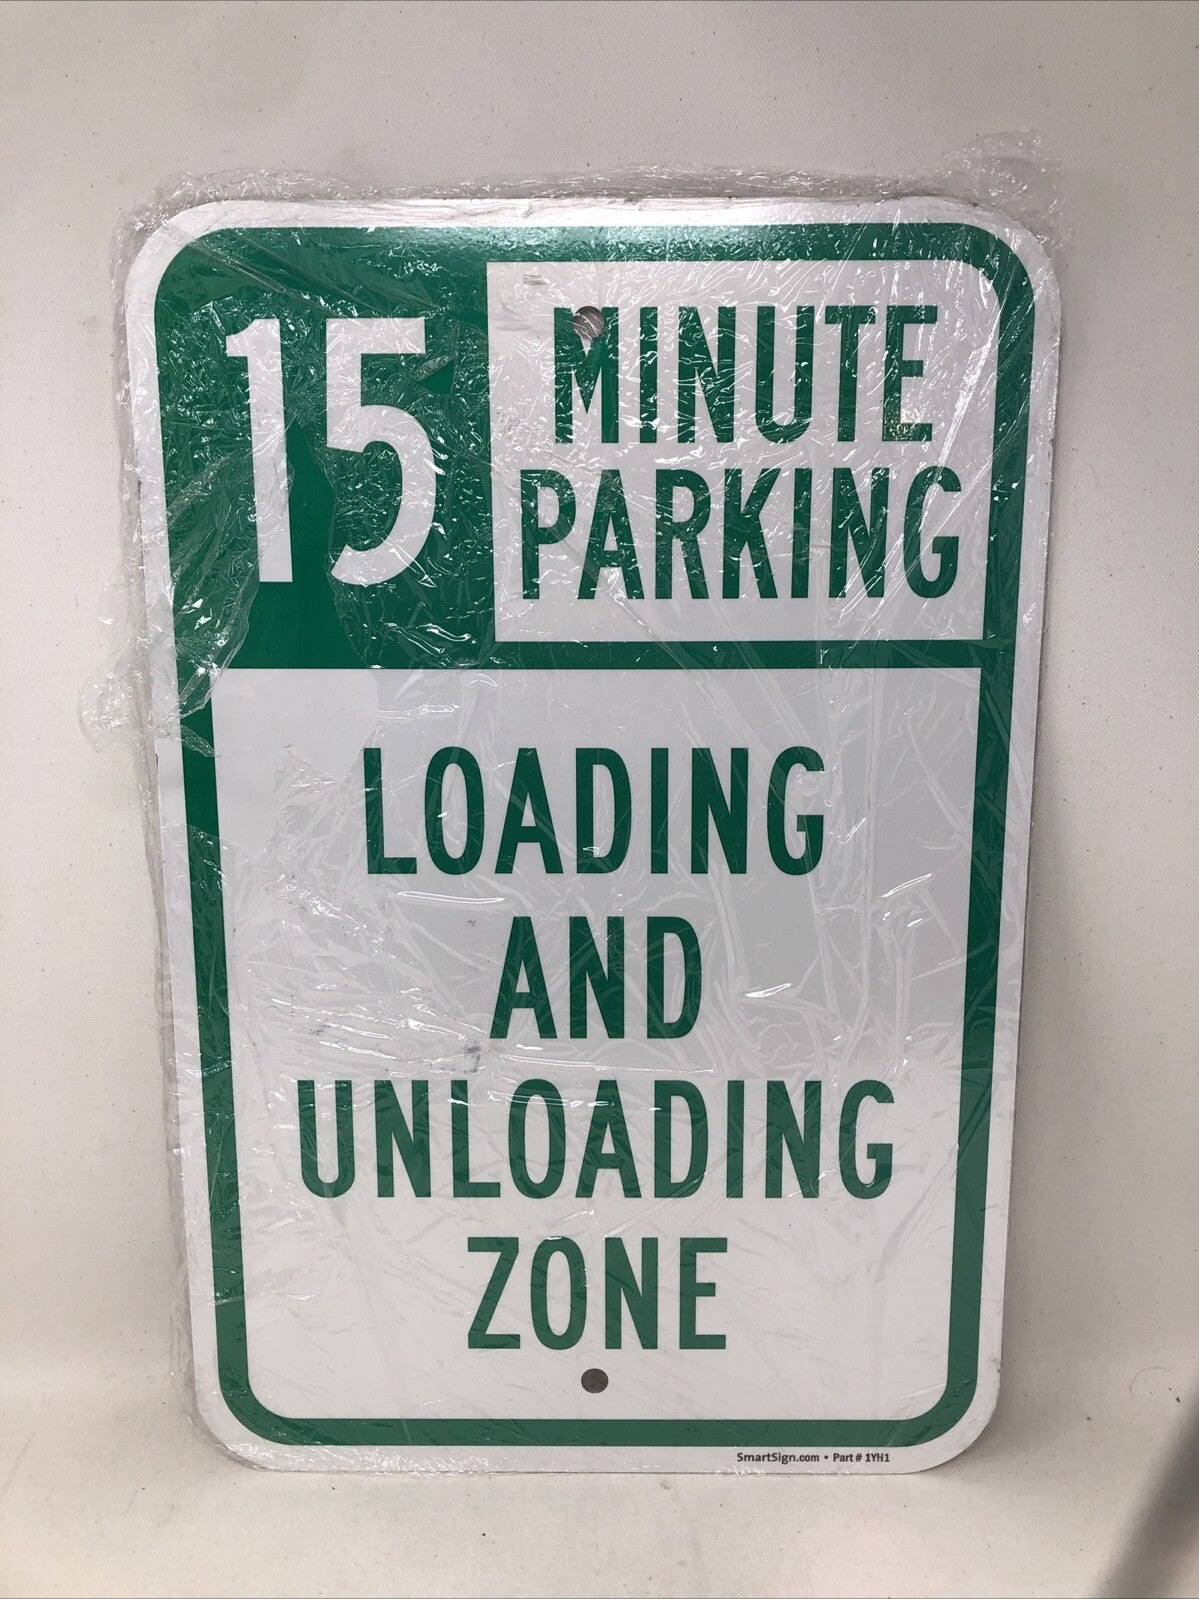 15 MINUTE
PARKING
LOADING
AND
UNLOADING
ZONE
SmartSign.com • Part # 1YH1